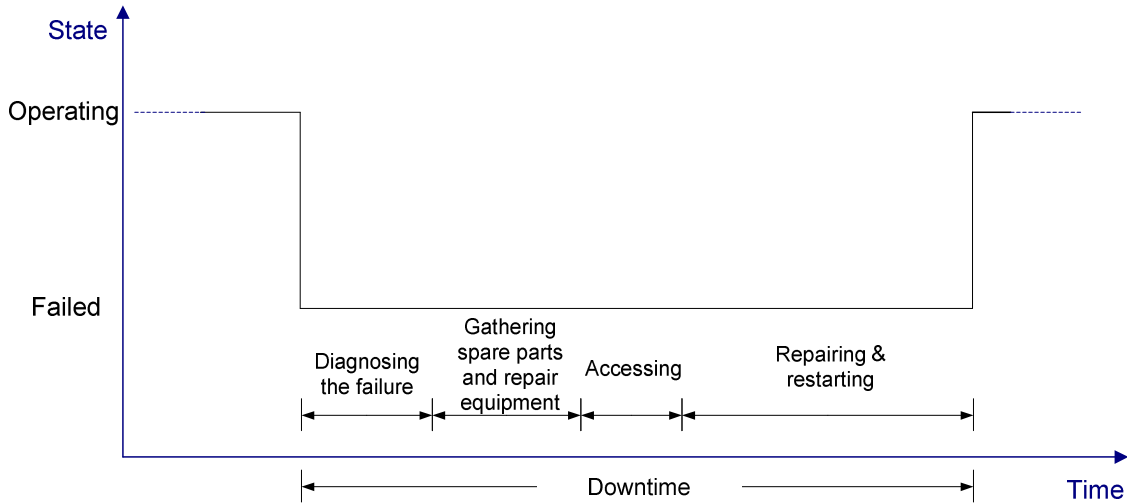 State
Operating
Failed
Diagnosing
the failure
Gathering
spare parts
and repair
equipment
Accessing
Repairing &
restarting
Downtime
Time